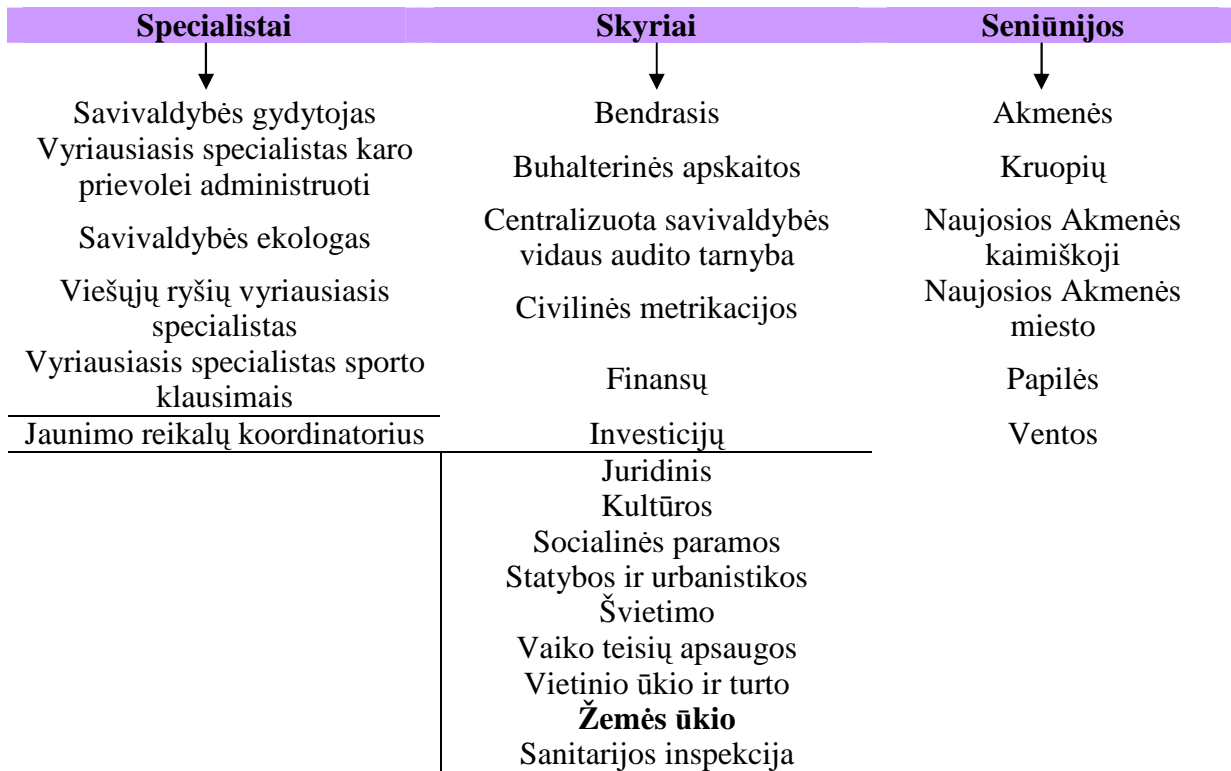 Specialistai
Skyriai
Seniūnijos
Savivaldybės gydytojas
Vyriausiasis specialistas karo
prievolei administruoti
Savivaldybės ekologas
Viešųjų ryšių vyriausiasis
specialistas
Vyriausiasis specialistas sporto
klausimais
Jaunimo reikalų koordinatorius
Bendrasis
Buhalterinės apskaitos
Centralizuota savivaldybės
vidaus audito tarnyba
Civilinės metrikacijos
Finansų
Investicijų
Juridinis
Kultūros
Socialinės paramos
Statybos ir urbanistikos
Švietimo
Vaiko teisių apsaugos
Vietinio ūkio ir turto
Žemės ūkio
Sanitarijos inspekcija
Akmenės
Kruopių
Naujosios Akmenės
kaimiškoji
Naujosios Akmenės
miesto
Papilės
Ventos